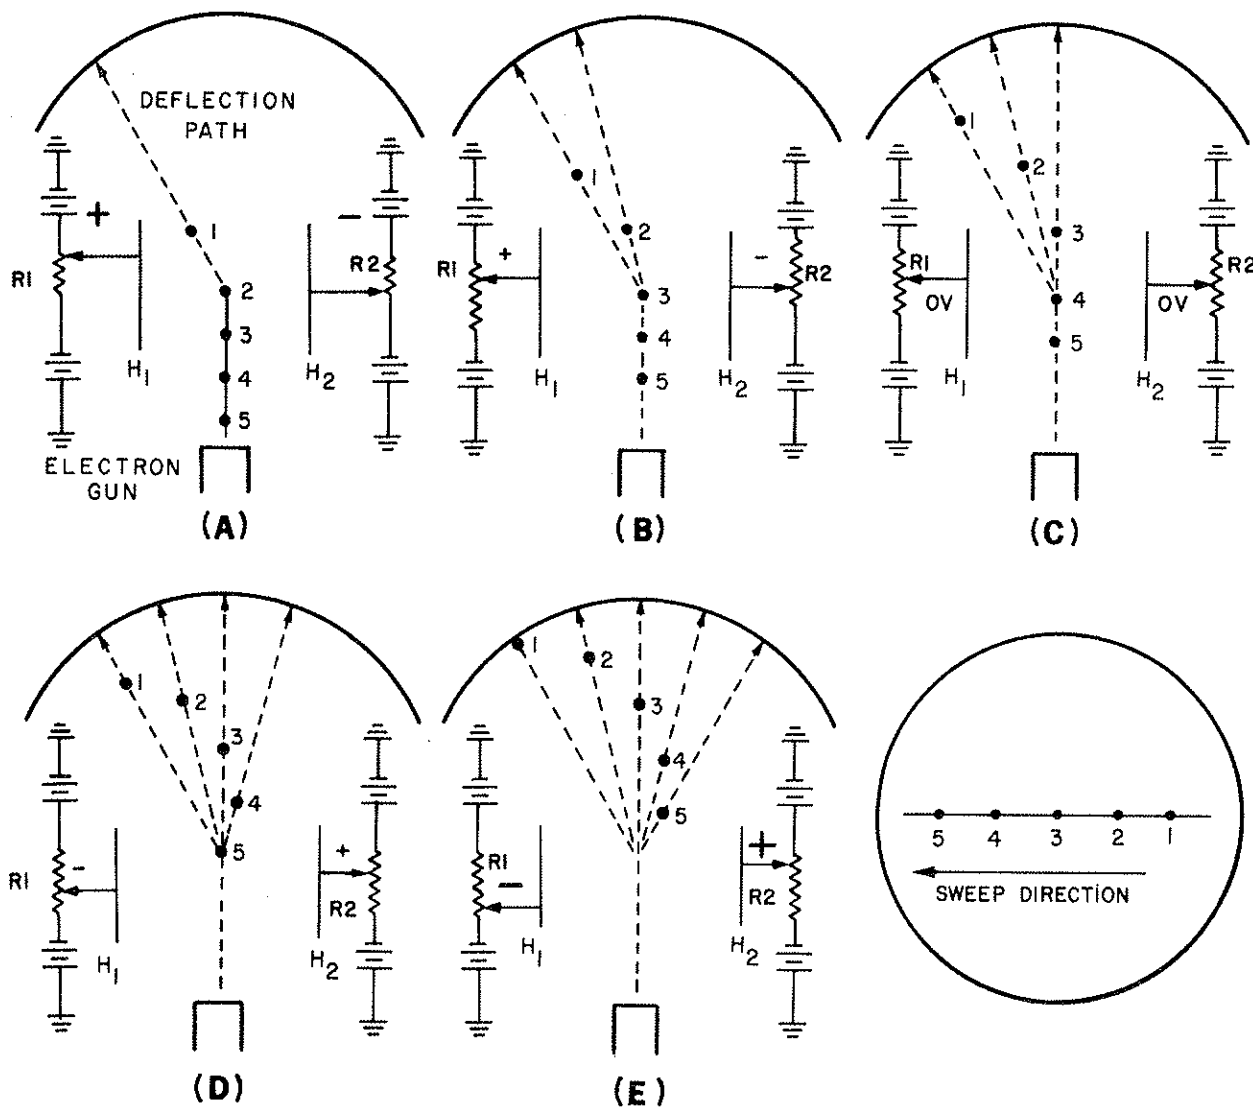 DEFLECTION
PATH
+
-
1
2
3
4
5
R1
R2
H1
H2
ELECTRON
GUN
(A)
1
2
3
4
5
R1
+
-
R2
H1
H2
(B)
1
2
3
4
5
R1
OV
OV
R2
H1
H2
(C)
1
2
3
4
5
R1
-
+
R2
H1
H2
(D)
1
2
3
4
5
R1
-
+
R2
H1
H2
(E)
5 4 3 2 1
SWEEP DIRECTION